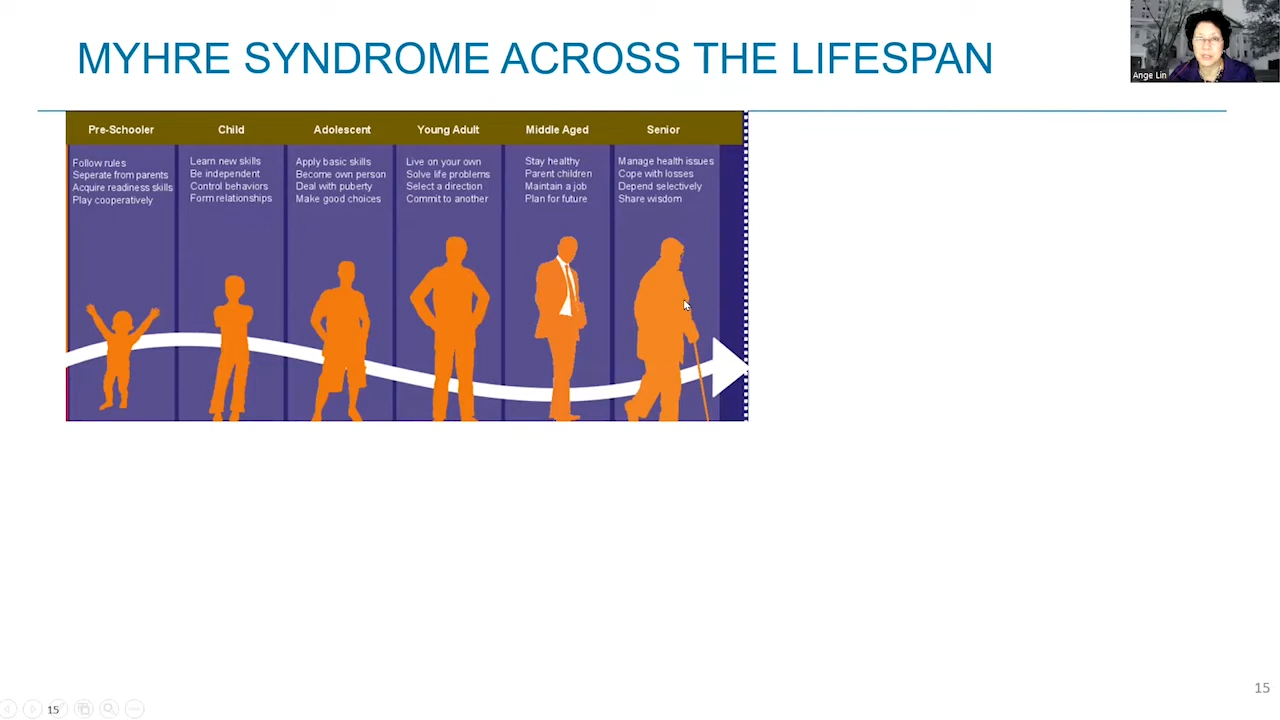 MYHRE SYNDROME ACROSS THE LIFESPAN
Ange Lin
Pre-Schooler
Follow rules
Seperate from parents
Acquire readiness skills
Play cooperatively
Child
Learn new skills
Be independent
Control behaviors
Form relationships
Adolescent
Apply basic skills
Become own person
Deal with puberty
Make good choices
Young Adult
Live on your own
Solve life problems
Select a direction
Commit to another
Middle Aged
Stay healthy
Parent children
Maintain a job
Plan for future
Senior
Manage health issues
Cope with losses
Depend selectively
Share wisdom
15
15